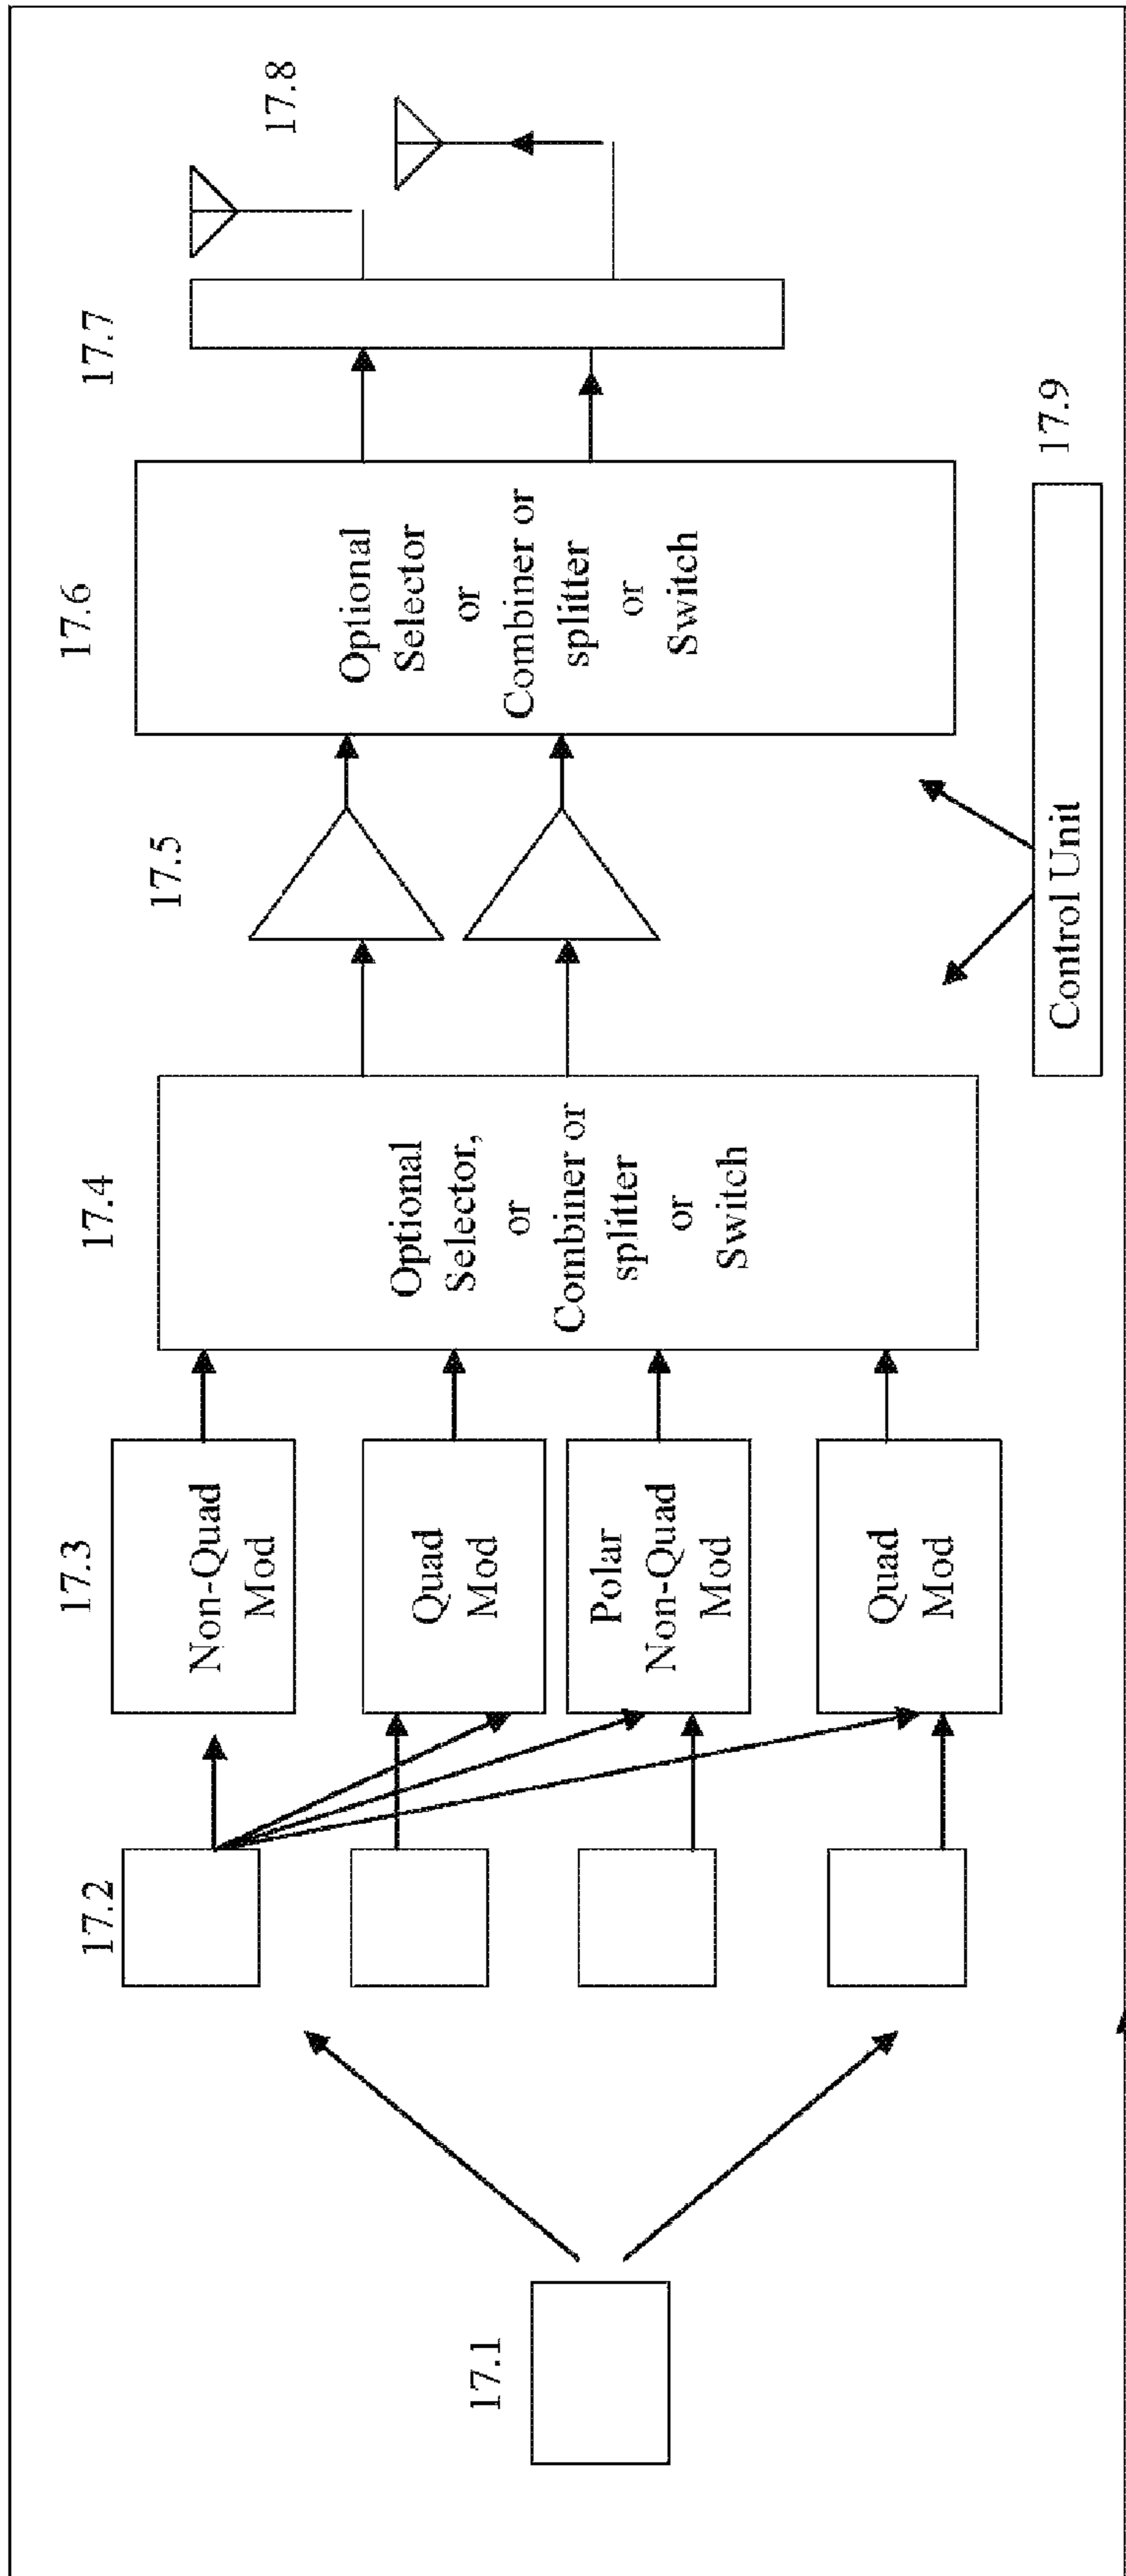 17.1
17.2
17.3
Non-Quad
Mod
Quad
Mod
Polar
Non-Quad
Mod
Quad
Mod
17.4
Optional
Selector,
or
Combiner or
splitter
or
Switch
17.5
17.6
Optional
Selector
or
Combiner or
splitter
or
Switch
17.7
17.8
Control Unit
17.9